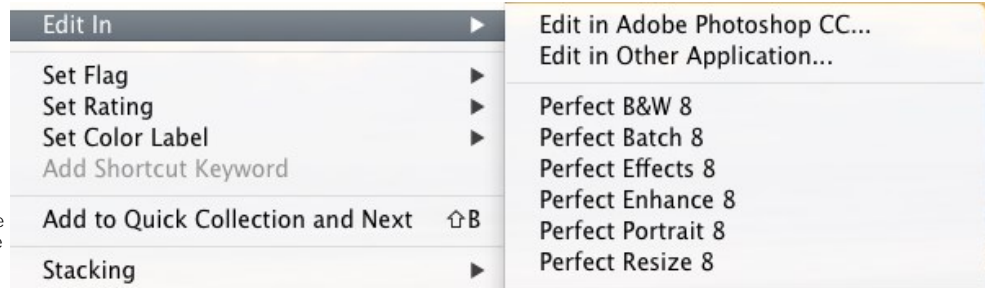 Edit In
Set Flag
Set Rating
Set Color Label
Add Shortcut Keyword
Add to Quick Collection and Next ⇧B
Stacking
Edit in Adobe Photoshop CC...
Edit in Other Application...
Perfect B&W 8
Perfect Batch 8
Perfect Effects 8
Perfect Enhance 8
Perfect Portrait 8
Perfect Resize 8